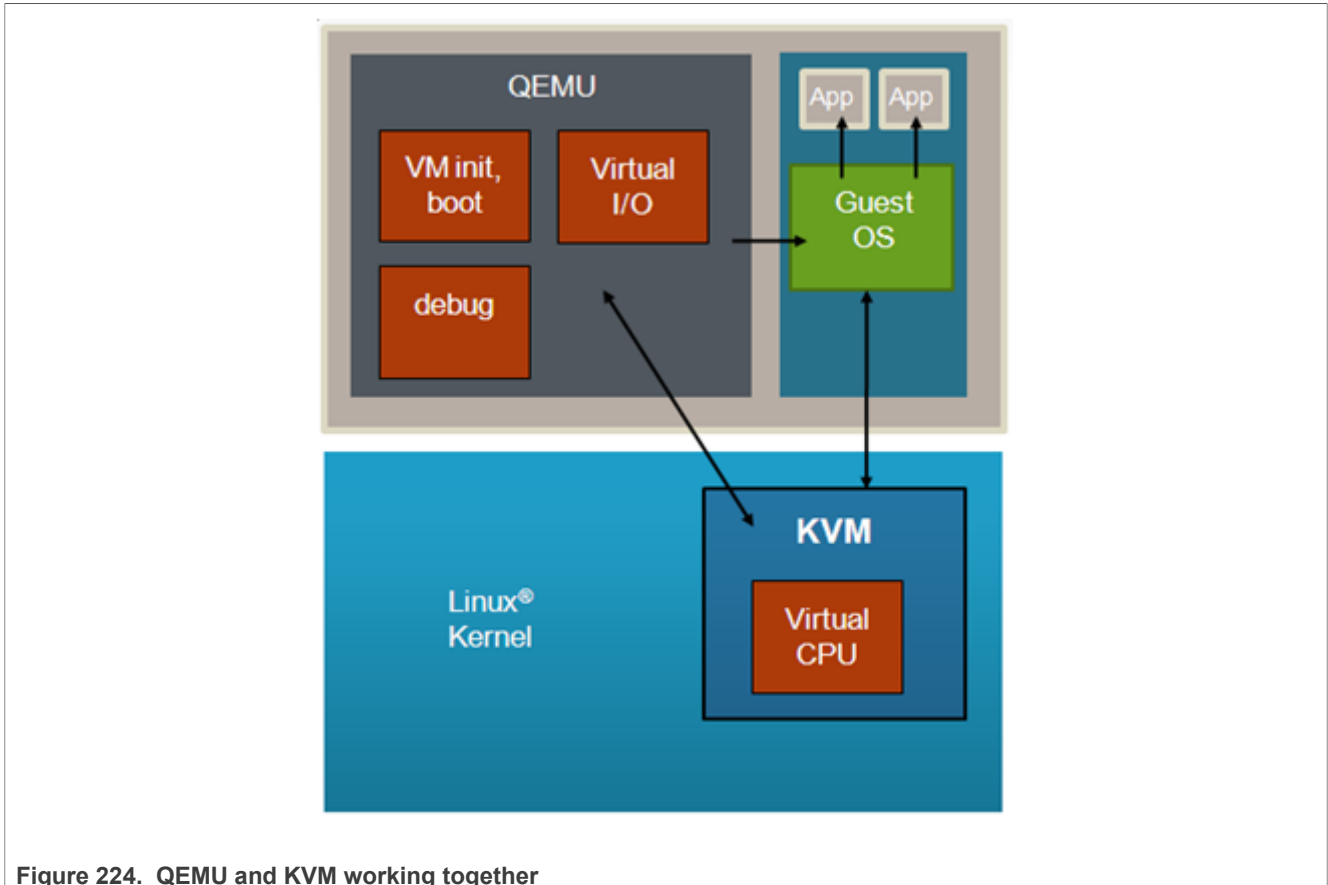 QEMU
VM init,
boot
Virtual
I/O
debug
App
App
Guest
OS
Linux®
Kernel
KVM
Virtual
CPU
Figure 224. QEMU and KVM working together